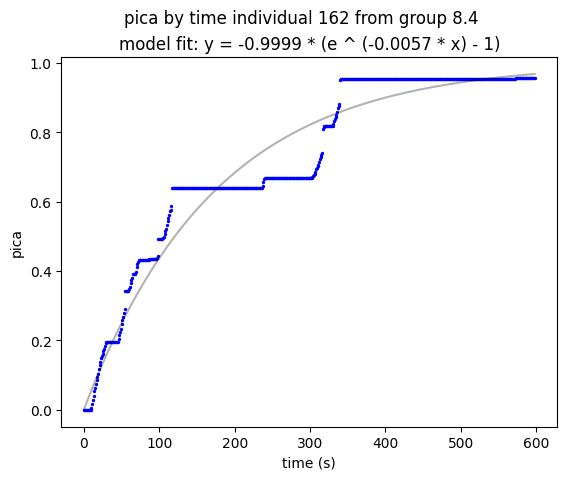 pica by time individual 162 from group 8.4
model fit: y = -0.9999 * (e ^ (-0.0057 * x) - 1)
1.0
0.8
0.6
0.4
0.2
0.0
pica
0 100 200 300 400 500 600
time (s)